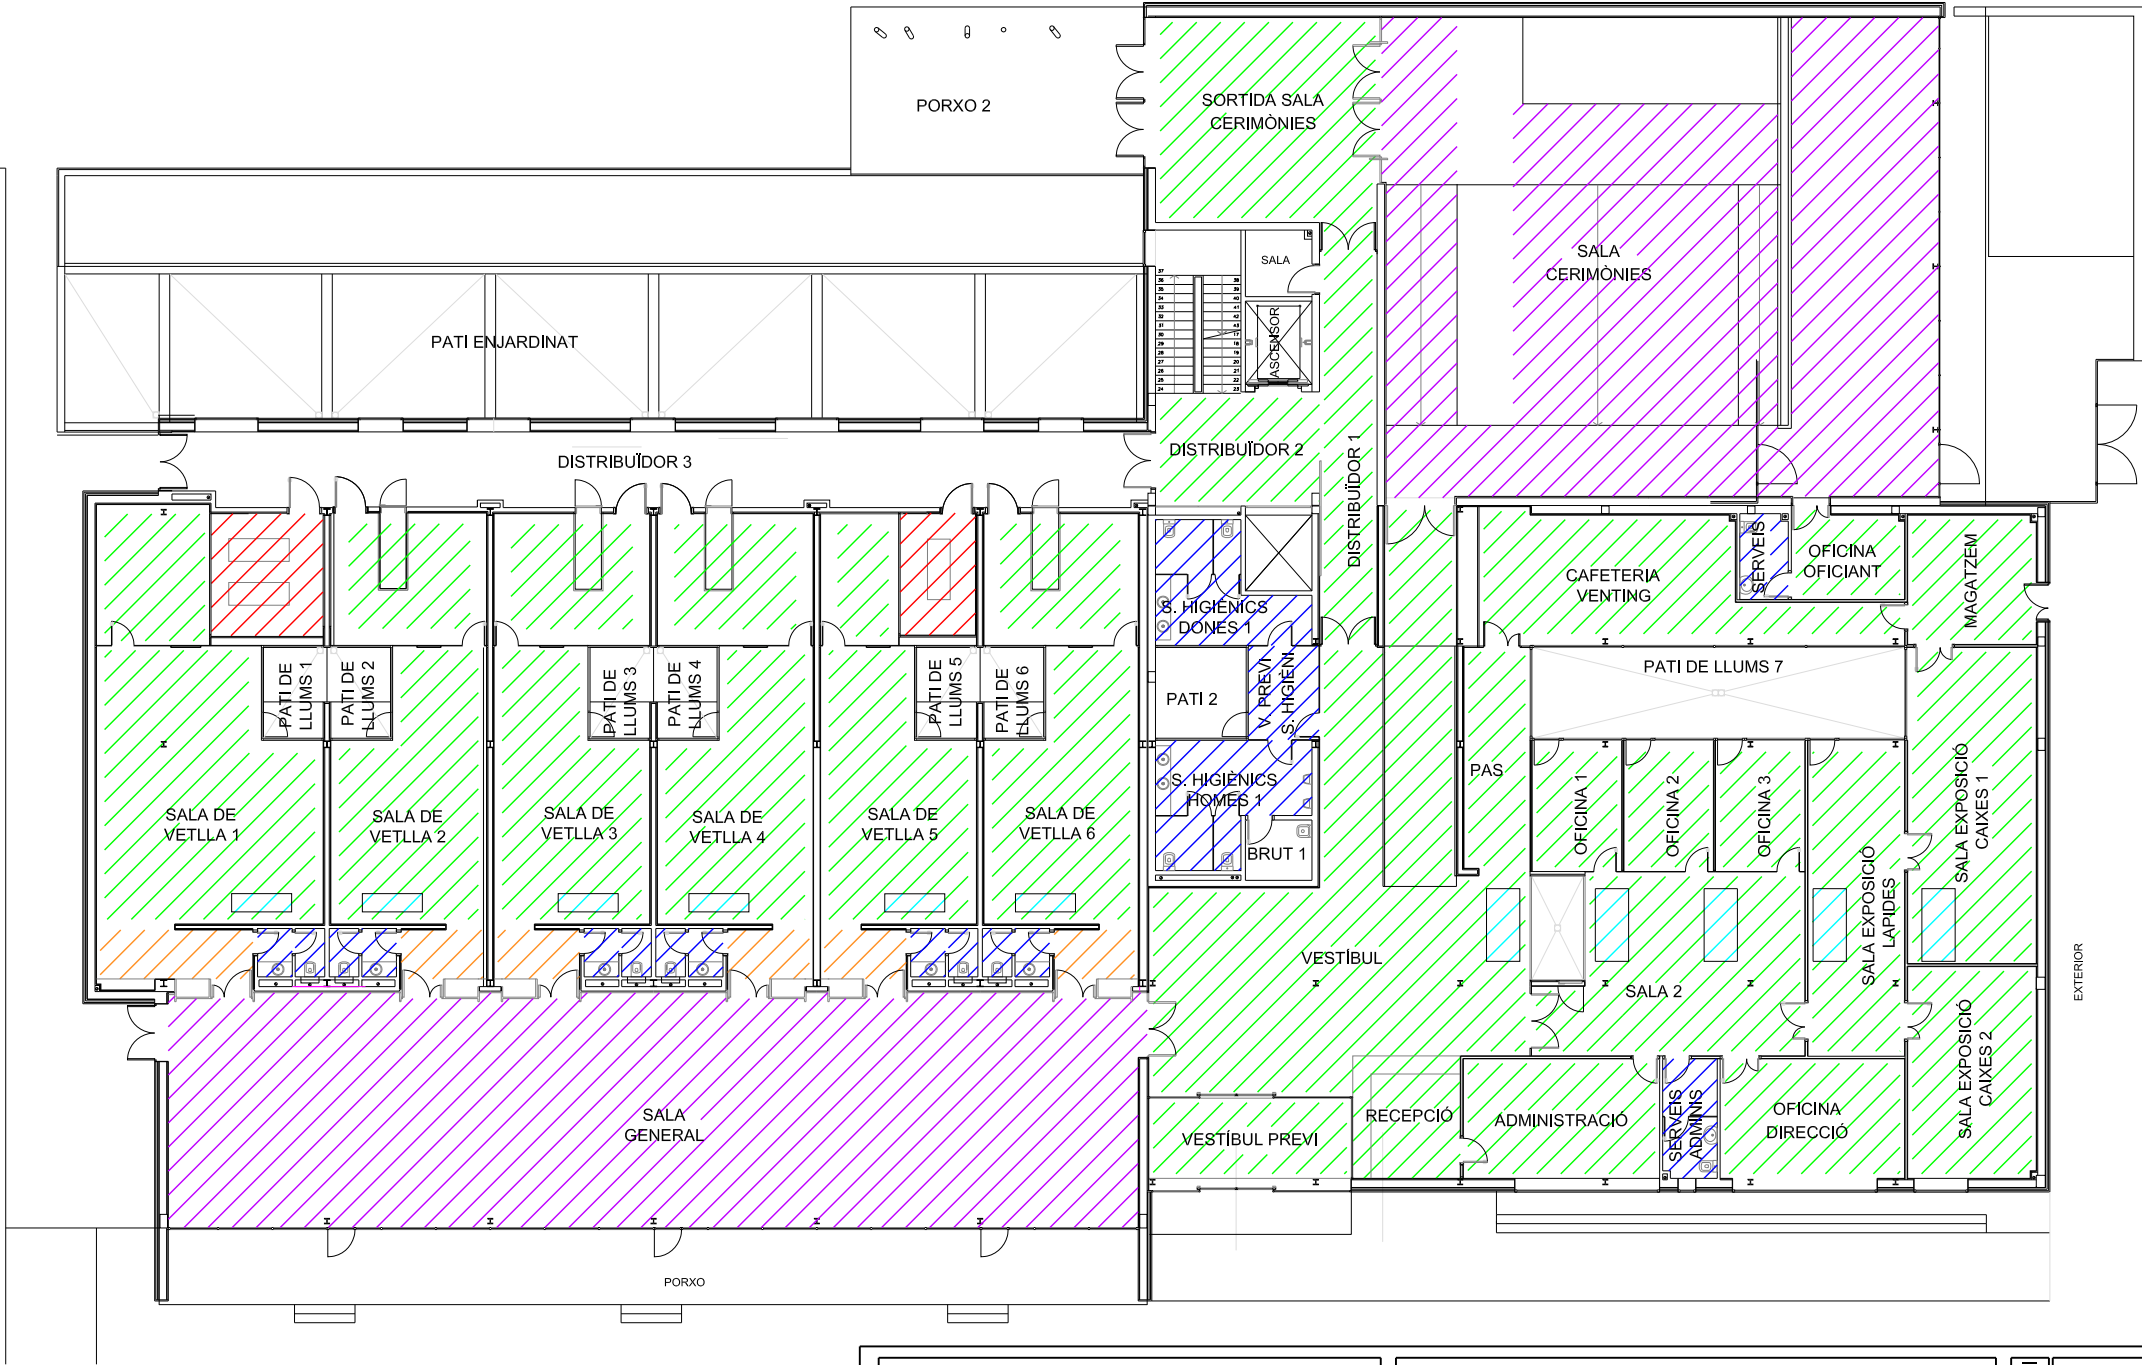 PORXO 2
SORTIDA SALA
CERIMÒNIES
SALA
CERIMÒNIES
SALA
ASCENSOR
PATI ENJARDINAT
DISTRIBUÏDOR 3
DISTRIBUÏDOR 2
DISTRIBUÏDOR 1
SERVEIS
OFICINA
OFICIANT
MAGATZEM
CAFETERIA
VENTING
S. HIGIÈNICS
DONES 1
PATI DE
LLUMS 1
PATI DE
LLUMS 2
PATI DE
LLUMS 3
PATI DE
LLUMS 4
PATI DE
LLUMS 5
PATI DE
LLUMS 6
PATI 2
V. PREVI
S. HIGIÈNI.
PATI DE LLUMS 7
PAS
S. HIGIÈNICS
HOMES 1
BRUT 1
OFICINA 1
OFICINA 2
OFICINA 3
SALA EXPOSICIÓ
CAIXES 1
SALA DE
VETLLA 1
SALA DE
VETLLA 2
SALA DE
VETLLA 3
SALA DE
VETLLA 4
SALA DE
VETLLA 5
SALA DE
VETLLA 6
SALA EXPOSICIÓ
LAPIDES
VESTÍBUL
SALA 2
EXTERIOR
SALA EXPOSICIÓ
CAIXES 2
SALA
GENERAL
VESTÍBUL PREVI
RECEPCIÓ
ADMINISTRACIÓ
SERVEIS
ADMINIS
OFICINA
DIRECCIÓ
PORXO